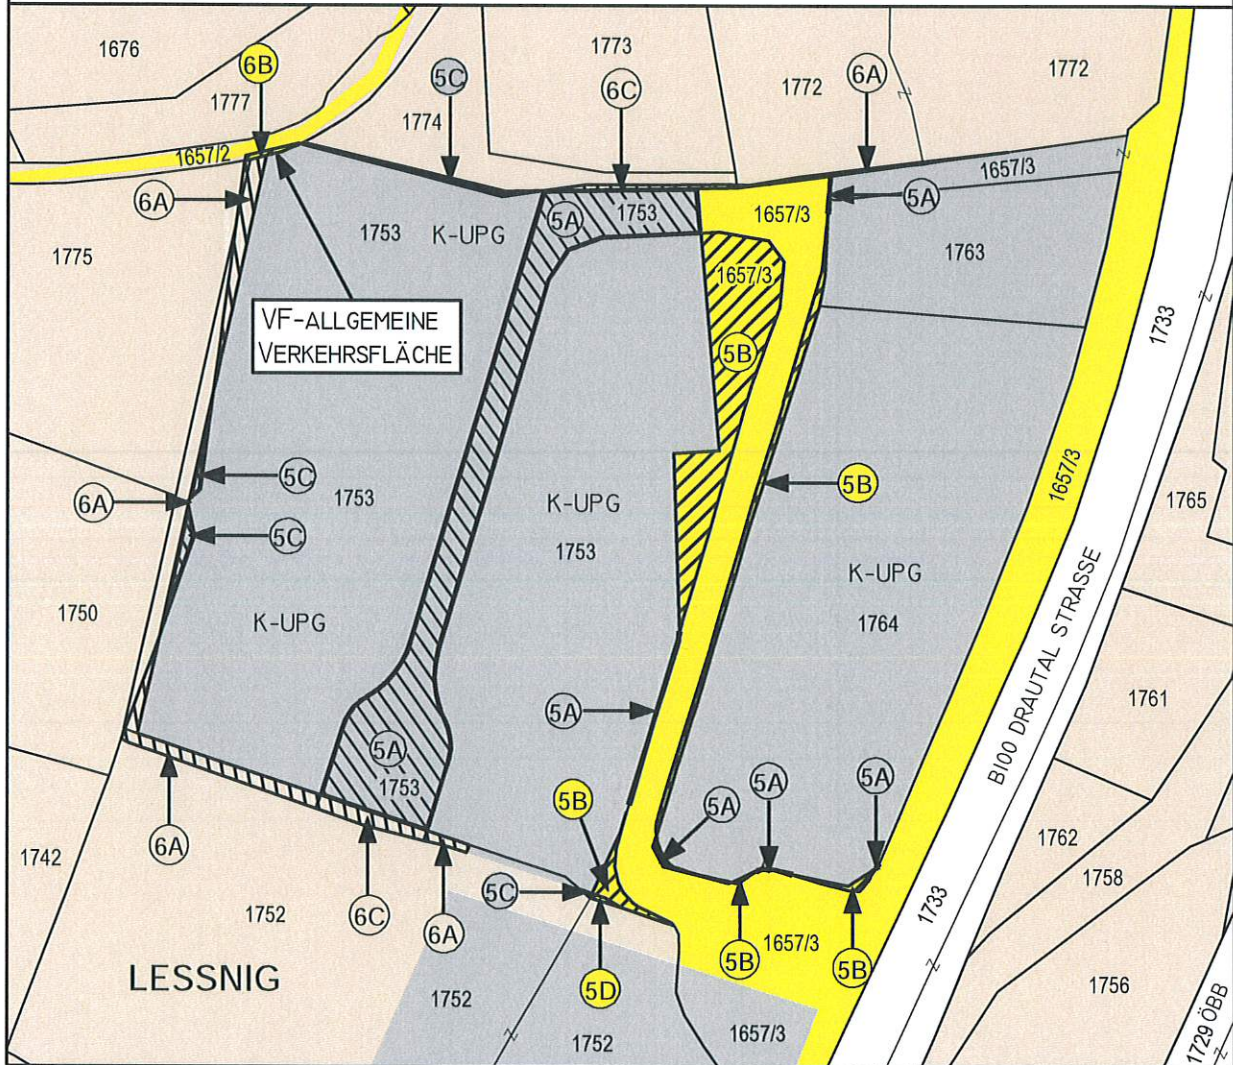 1676
1773
1772
1772
6B
5C
6C
6A
1777
1774
1657/2
1657/3
6A
5A
1753
1657/3
5A
1753
K-UPG
1775
1763
1657/3
VF-ALLGEMEINE
VERKEHRSFLÄCHE
1733
5B
5C
1753
K-UPG
5B
1657/3
6A
1765
5C
1753
K-UPG
1750
K-UPG
1764
B100 DRAUTAL STRASSE
1761
5A
5A
1753
5B
5A
5A
5A
1762
6A
1742
1758
5C
1752
6C
6A
1733
1657/3
5B
5B
LESSNIG
5D
1752
1756
1657/3
1752
1729 ÖBB